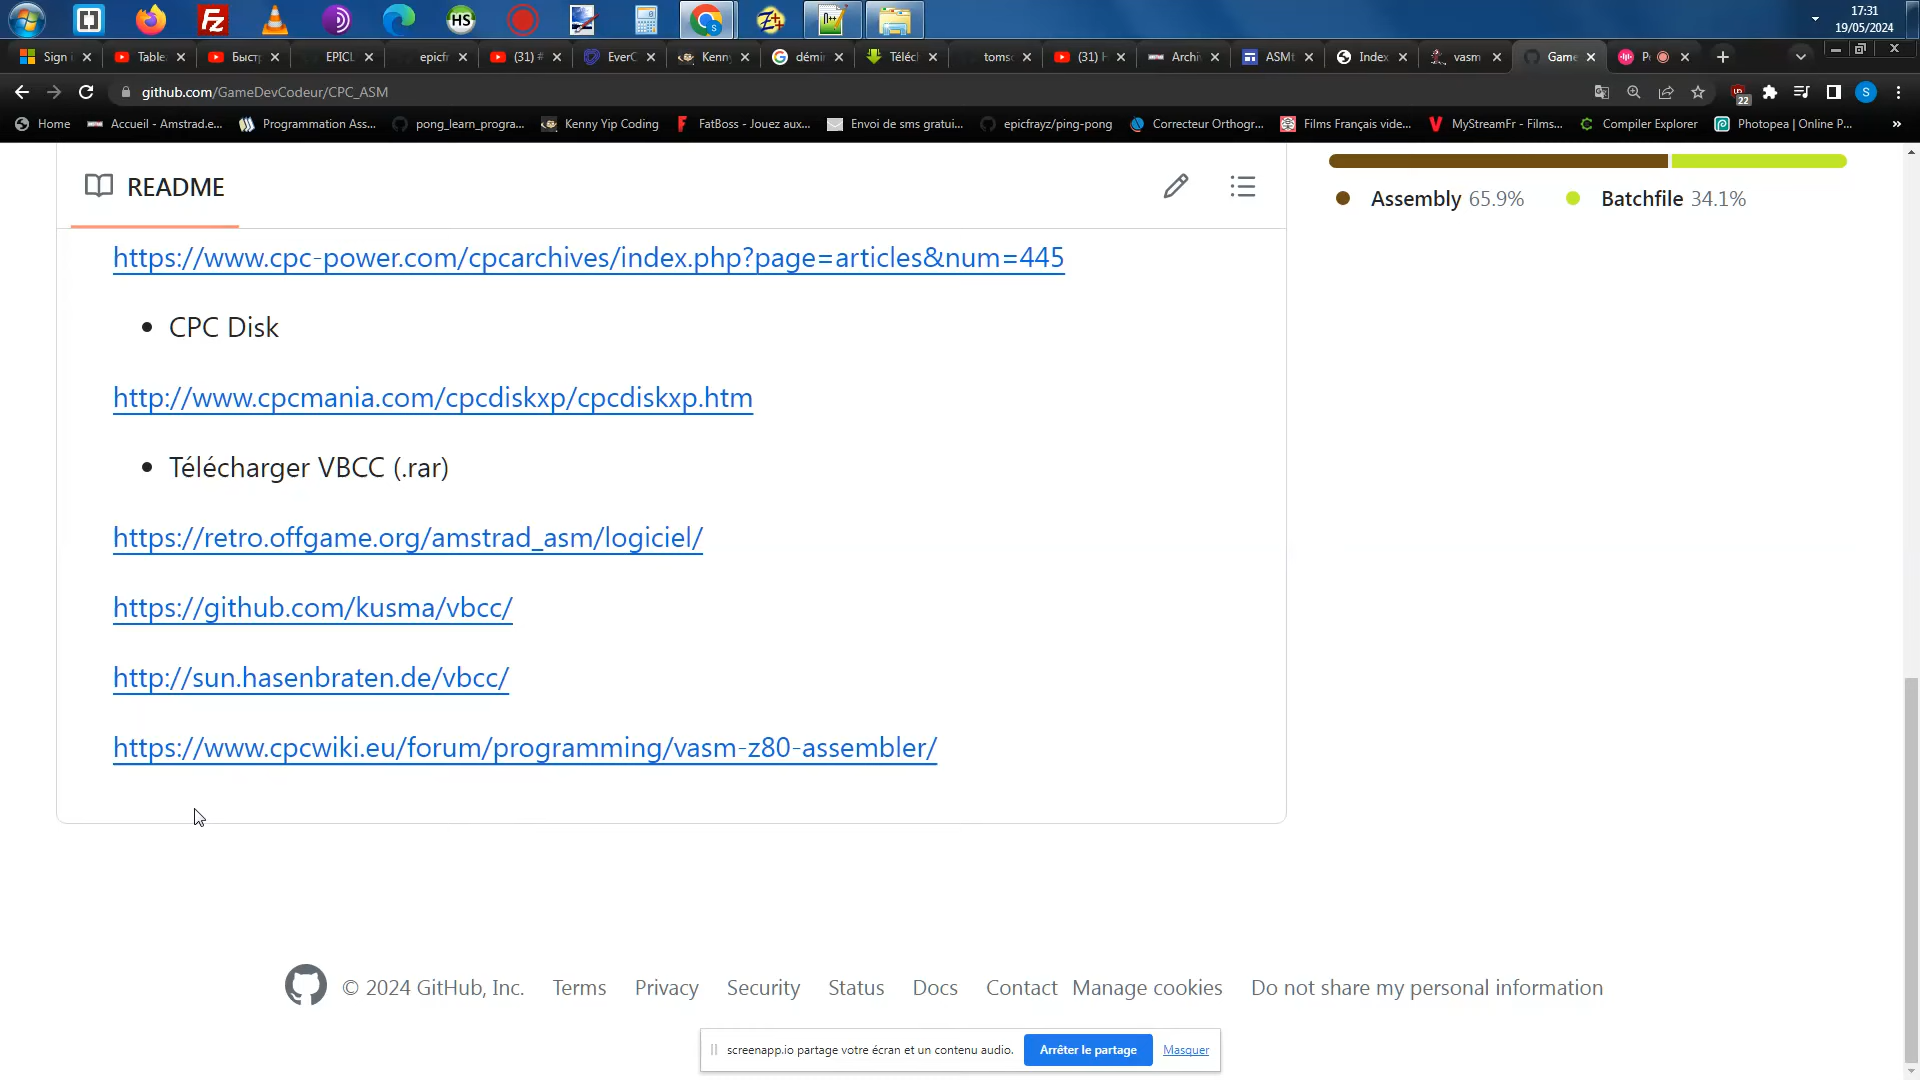 17:31
19/05/2024
Sign
Table
Быст
EPICL
epicfr
(31) #
EverC
Kenny
démin
Téléch
tomsc
(31) H
Archi
ASMt
Index
vasm
Game
github.com/GameDevCodeur/CPC_ASM
22
S
Home
Accueil - Amstrad.e...
Programmation Ass...
pong_learn_progra...
Kenny Yip Coding
FatBoss - Jouez aux...
Envoi de sms gratui...
epicfrayz/ping-pong
Correcteur Orthogr...
Films Français vide...
MyStreamFr - Films...
Compiler Explorer
Photopea | Online P...
»
README
Assembly 65.9%
Batchfile 34.1%
https://www.cpc-power.com/cpcarchives/index.php?page=articles&num=445
• CPC Disk
http://www.cpcmania.com/cpcdiskxp/cpcdiskxp.htm
• Télécharger VBCC (.rar)
https://retro.offgame.org/amstrad_asm/logiciel/
https://github.com/kusma/vbcc/
http://sun.hasenbraten.de/vbcc/
https://www.cpcwiki.eu/forum/programming/vasm-z80-assembler/
© 2024 GitHub, Inc. Terms Privacy Security Status Docs Contact Manage cookies Do not share my personal information
screenapp.io partage votre écran et un contenu audio. Arrêter le partage Masquer